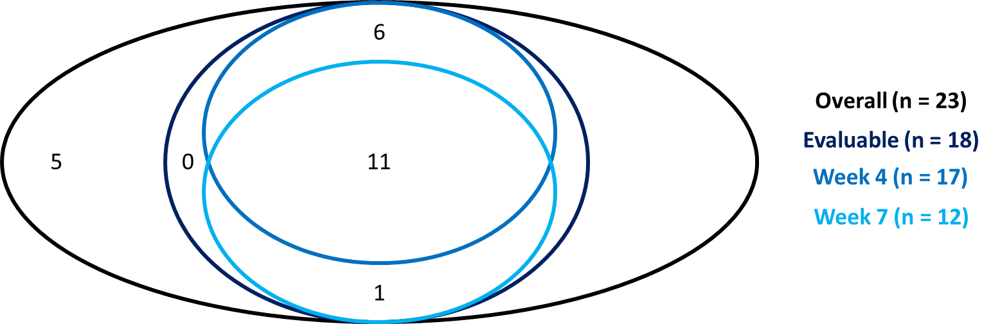 6
5
0
11
1
Overall (n = 23)
Evaluable (n = 18)
Week 4 (n = 17)
Week 7 (n = 12)